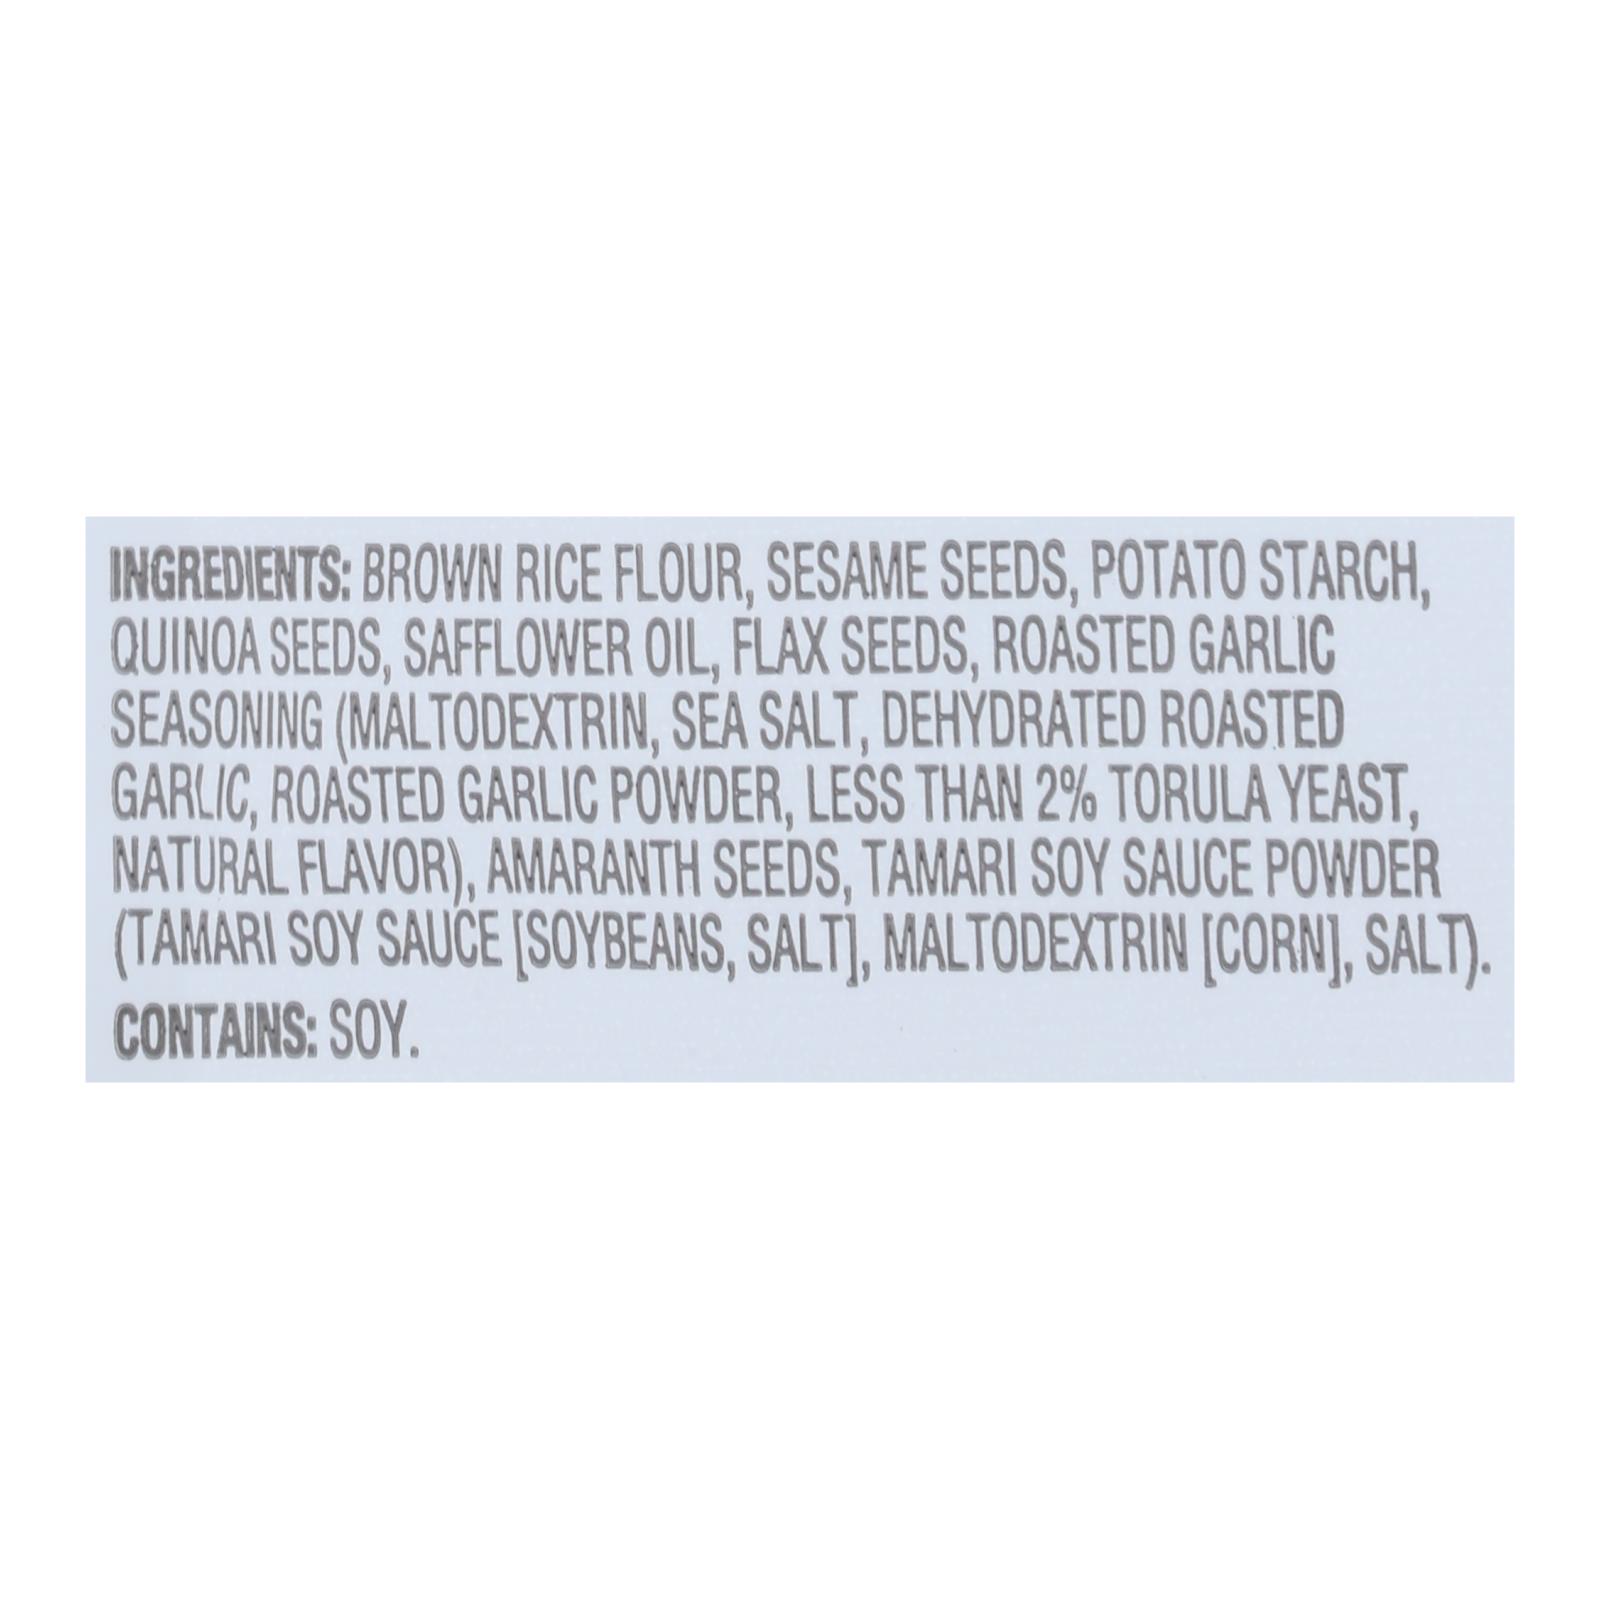 INGREDIENTS: BROWN RICE FLOUR, SESAME SEEDS, POTATO STARCH,
QUINOA SEEDS, SAFFLOWER OIL, FLAX SEEDS, ROASTED GARLIC
SEASONING (MALTODEXTRIN, SEA SALT, DEHYDRATED ROASTED
GARLIC, ROASTED GARLIC POWDER, LESS THAN 2% TORULA YEAST,
NATURAL FLAVOR), AMARANTH SEEDS, TAMARI SOY SAUCE POWDER
(TAMARI SOY SAUCE [SOYBEANS, SALT], MALTODEXTRIN [CORN], SALT).
CONTAINS: SOY.